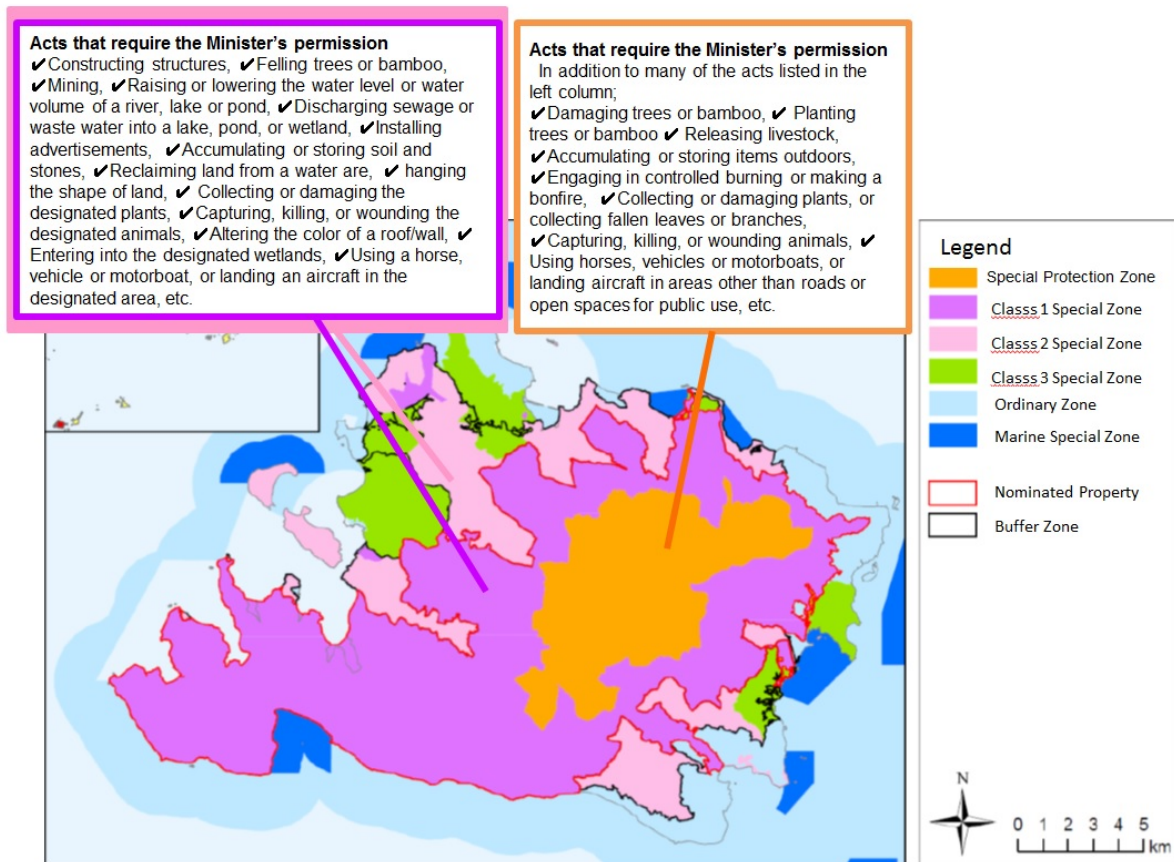 Acts that require the Minister's permission
✔Constructing structures, ✔Felling trees or bamboo,
✔Mining, ✔Raising or lowering the water level or water
volume of a river, lake or pond, ✔Discharging sewage or
waste water into a lake, pond, or wetland, ✔Installing
advertisements, ✔Accumulating or storing soil and
stones, ✔Reclaiming land from a water are, ✔ hanging
the shape of land, ✔ Collecting or damaging the
designated plants, ✔Capturing, killing, or wounding the
designated animals, ✔Altering the color of a roof/wall, ✔
Entering into the designated wetlands, ✔Using a horse,
vehicle or motorboat, or landing an aircraft in the
designated area, etc.
Acts that require the Minister's permission
In addition to many of the acts listed in the
left column;
✔Damaging trees or bamboo, ✔ Planting
trees or bamboo ✔ Releasing livestock,
✔Accumulating or storing items outdoors,
✔Engaging in controlled burning or making a
bonfire, ✔Collecting or damaging plants, or
collecting fallen leaves or branches,
✔Capturing, killing, or wounding animals, ✔
Using horses, vehicles or motorboats, or
landing aircraft in areas other than roads or
open spaces for public use, etc.
Legend
Special Protection Zone
Classs 1 Special Zone
Classs 2 Special Zone
Classs 3 Special Zone
Ordinary Zone
Marine Special Zone
Nominated Property
Buffer Zone
N
0 1 2 3 4 5
km